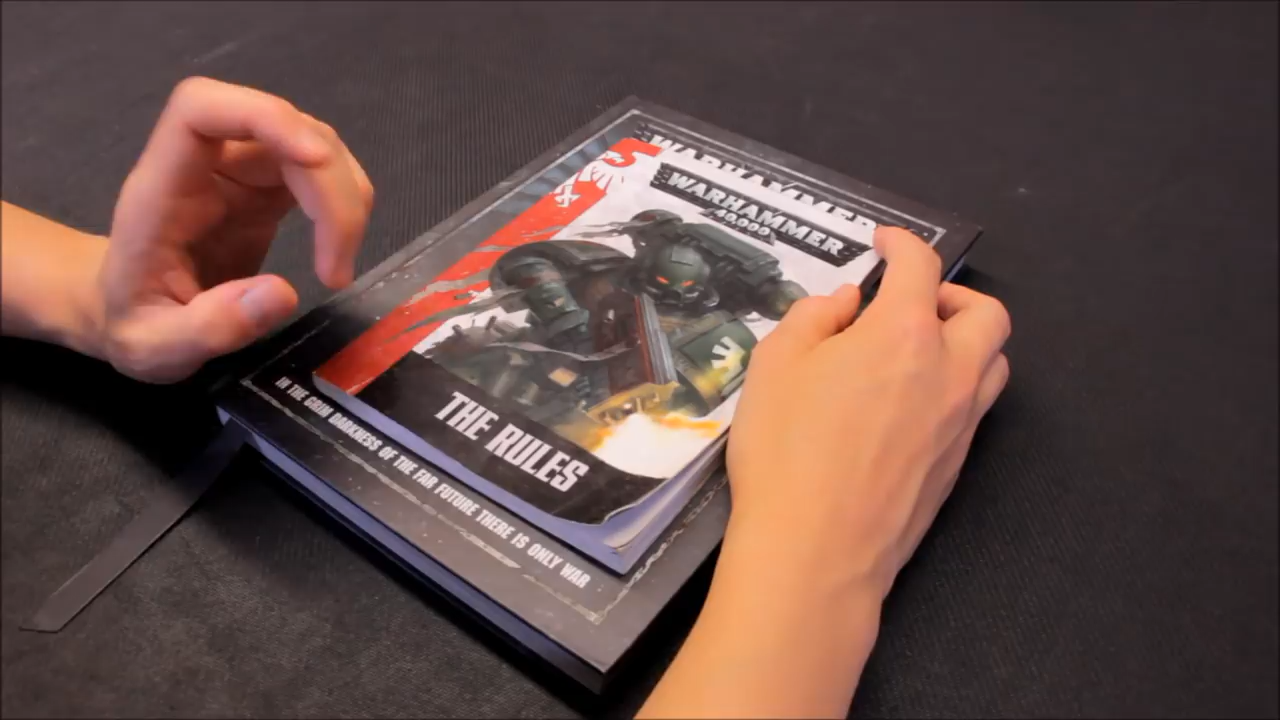 WARHAMMER
WARHAMMER
40,000
THE RULES
IN THE GRIM DARKNESS OF THE FAR FUTURE THERE IS ONLY WAR